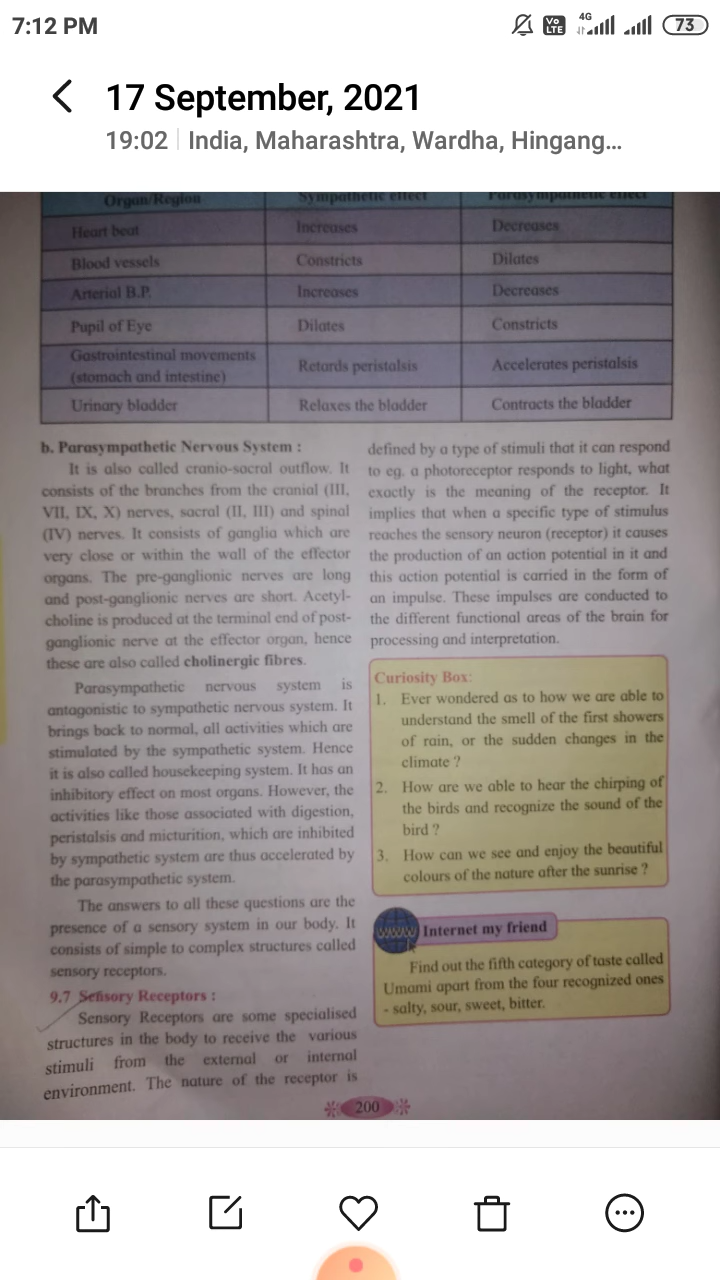 7:12 PM
Vo LTE 4G 73
17 September, 2021
19:02 | India, Maharashtra, Wardha, Hingang...
Organ/Region Sympathetic effect Parasympathetic effect
Heart beat Increases Decreases
Blood vessels Constricts Dilates
Arterial B.P. Increases Decreases
Pupil of Eye Dilates Constricts
Gastrointestinal movements
(stomach and intestine) Retards peristalsis Accelerates peristalsis
Urinary bladder Relaxes the bladder Contracts the bladder
b. Parasympathetic Nervous System :
It is also called cranio-sacral outflow. It
consists of the branches from the cranial (III,
VII, IX, X) nerves, sacral (II, III) and spinal
(IV) nerves. It consists of ganglia which are
very close or within the wall of the effector
organs. The pre-ganglionic nerves are long
and post-ganglionic nerves are short. Acetyl-
choline is produced at the terminal end of post-
ganglionic nerve at the effector organ, hence
these are also called cholinergic fibres.
Parasympathetic nervous system is
antagonistic to sympathetic nervous system. It
brings back to normal, all activities which are
stimulated by the sympathetic system. Hence
it is also called housekeeping system. It has an
inhibitory effect on most organs. However, the
activities like those associated with digestion,
peristalsis and micturition, which are inhibited
by sympathetic system are thus accelerated by
the parasympathetic system.
The answers to all these questions are the
presence of a sensory system in our body. It
consists of simple to complex structures called
sensory receptors.
9.7 Sensory Receptors :
Sensory Receptors are some specialised
structures in the body to receive the various
stimuli from the external or internal
environment. The nature of the receptor is
defined by a type of stimuli that it can respond
to eg. a photoreceptor responds to light, what
exactly is the meaning of the receptor. It
implies that when a specific type of stimulus
reaches the sensory neuron (receptor) it causes
the production of an action potential in it and
this action potential is carried in the form of
an impulse. These impulses are conducted to
the different functional areas of the brain for
processing and interpretation.
Curiosity Box:
1. Ever wondered as to how we are able to
understand the smell of the first showers
of rain, or the sudden changes in the
climate ?
2. How are we able to hear the chirping of
the birds and recognize the sound of the
bird ?
3. How can we see and enjoy the beautiful
colours of the nature after the sunrise ?
www Internet my friend
Find out the fifth category of taste called
Umami apart from the four recognized ones
- salty, sour, sweet, bitter.
200